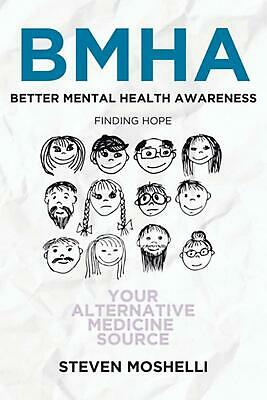 BMHA
BETTER MENTAL HEALTH AWARENESS
FINDING HOPE
YOUR
ALTERNATIVE
MEDICINE
SOURCE
STEVEN MOSHELLI